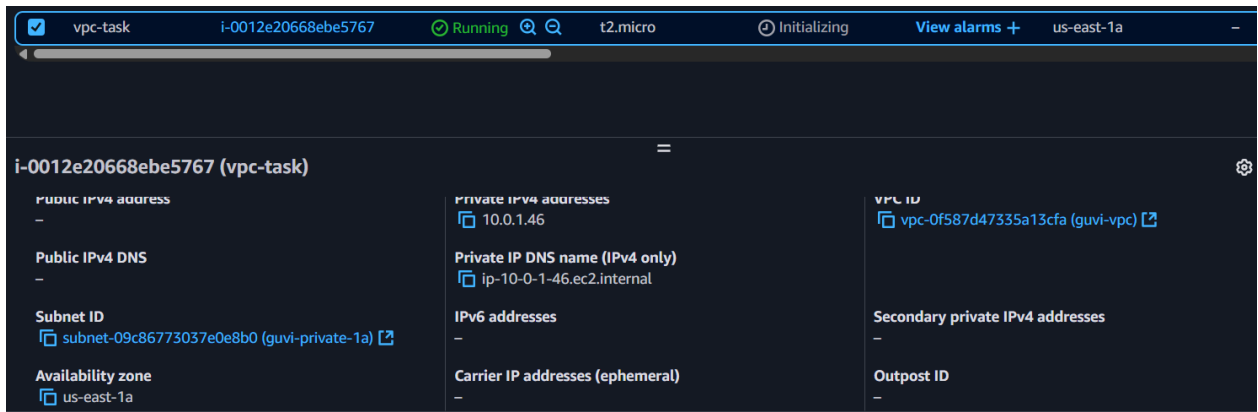 vpc-task i-0012e20668ebe5767 Running t2.micro Initializing View alarms + us-east-1a –
i-0012e20668ebe5767 (vpc-task)
Public IPv4 address Private IPv4 addresses VPC ID
– 10.0.1.46 vpc-0f587d47335a13cfa (guvi-vpc)
Public IPv4 DNS Private IP DNS name (IPv4 only)
– ip-10-0-1-46.ec2.internal
Subnet ID IPv6 addresses Secondary private IPv4 addresses
subnet-09c86773037e0e8b0 (guvi-private-1a) – –
Availability zone Carrier IP addresses (ephemeral) Outpost ID
us-east-1a – –